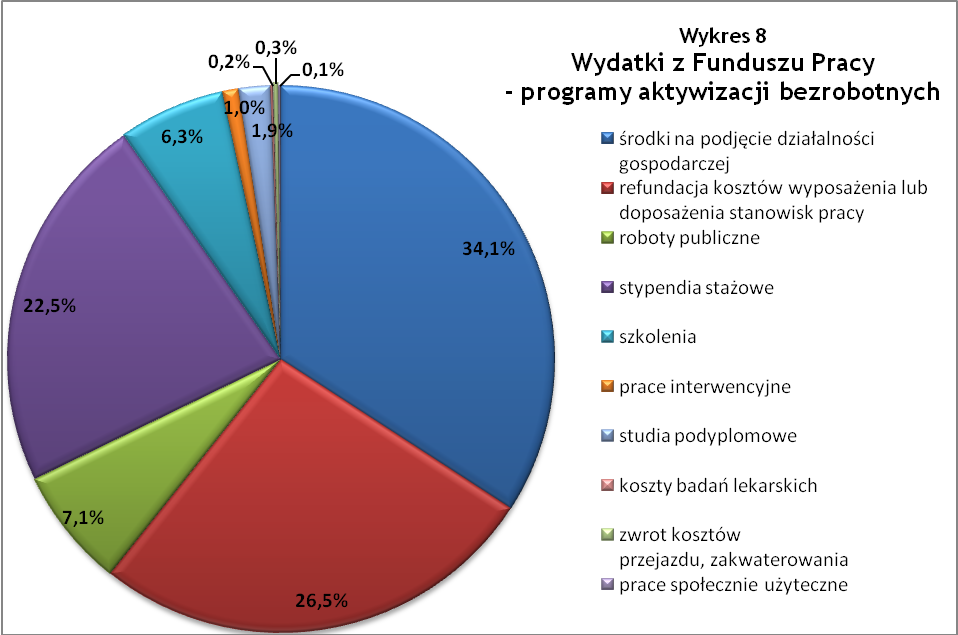 Wykres 8
Wydatki z Funduszu Pracy
- programy aktywizacji bezrobotnych
0,3%
0,2%
0,1%
1,0%
1,9%
6,3%
34,1%
22,5%
7,1%
26,5%
środki na podjęcie działalności
gospodarczej
refundacja kosztów wyposażenia lub
doposażenia stanowisk pracy
roboty publiczne
stypendia stażowe
szkolenia
prace interwencyjne
studia podyplomowe
koszty badań lekarskich
zwrot kosztów
przejazdu, zakwaterowania
prace społecznie użyteczne